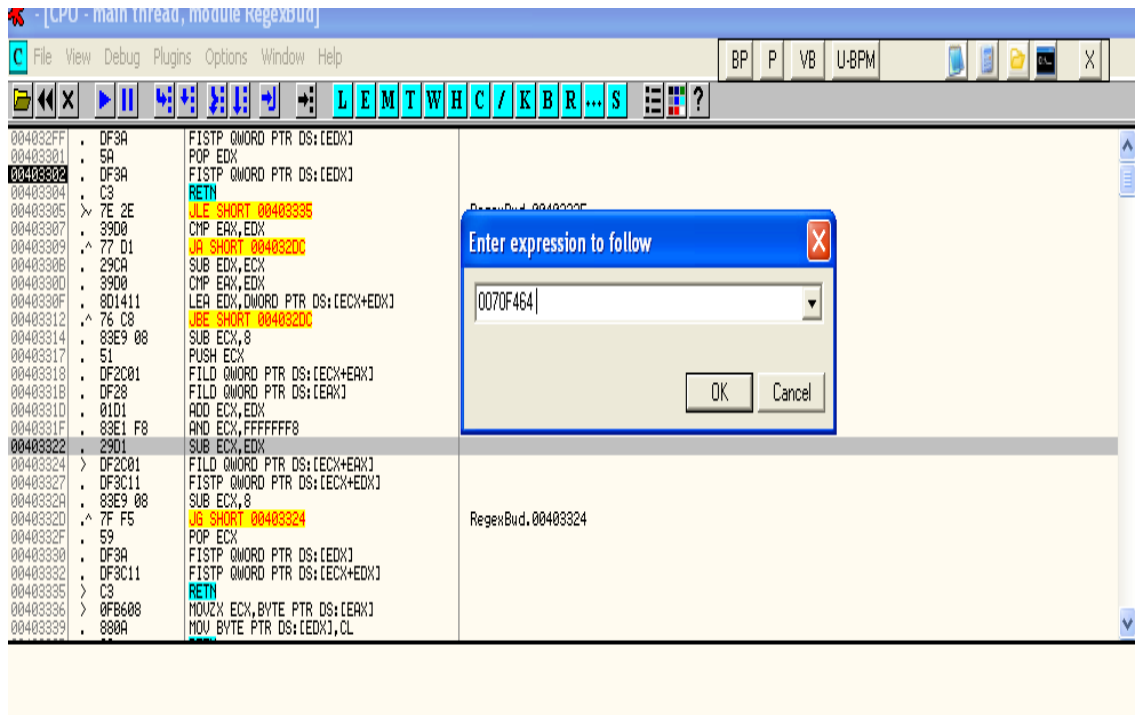 - [CPU - main thread, module RegexBud]
C File View Debug Plugins Options Window Help BP P VB U-BPM X
L E M T W H C / K B R ... S ?
004032FF . DF3A FISTP QWORD PTR DS:[EDX]
00403301 . 5A POP EDX
00403302 . DF3A FISTP QWORD PTR DS:[EDX]
00403304 . C3 RETN
00403305 > 7E 2E JLE SHORT 00403335
00403307 . 39D0 CMP EAX,EDX
00403309 .^ 77 D1 JA SHORT 004032DC
0040330B . 29CA SUB EDX,ECX
0040330D . 39D0 CMP EAX,EDX
0040330F . 8D1411 LEA EDX,DWORD PTR DS:[ECX+EDX]
00403312 .^ 76 C8 JBE SHORT 004032DC
00403314 . 83E9 08 SUB ECX,8
00403317 . 51 PUSH ECX
00403318 . DF2C01 FILD QWORD PTR DS:[ECX+EAX]
0040331B . DF28 FILD QWORD PTR DS:[EAX]
0040331D . 01D1 ADD ECX,EDX
0040331F . 83E1 F8 AND ECX,FFFFFFF8
00403322 . 29D1 SUB ECX,EDX
00403324 > DF2C01 FILD QWORD PTR DS:[ECX+EAX]
00403327 . DF3C11 FISTP QWORD PTR DS:[ECX+EDX]
0040332A . 83E9 08 SUB ECX,8
0040332D .^ 7F F5 JG SHORT 00403324 RegexBud.00403324
0040332F . 59 POP ECX
00403330 . DF3A FISTP QWORD PTR DS:[EDX]
00403332 . DF3C11 FISTP QWORD PTR DS:[ECX+EDX]
00403335 > C3 RETN
00403336 > 0FB608 MOVZX ECX,BYTE PTR DS:[EAX]
00403339 . 880A MOV BYTE PTR DS:[EDX],CL
Enter expression to follow
0070F464
OK Cancel